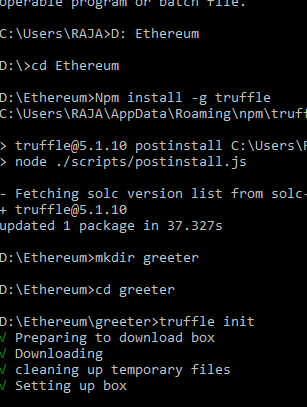 operable program or batch file.
C:\Users\RAJA>D: Ethereum
D:\>cd Ethereum
D:\Ethereum>Npm install -g truffle
C:\Users\RAJA\AppData\Roaming\npm\truf
> truffle@5.1.10 postinstall C:\Users\R
> node ./scripts/postinstall.js
- Fetching solc version list from solc-
+ truffle@5.1.10
updated 1 package in 37.327s
D:\Ethereum>mkdir greeter
D:\Ethereum>cd greeter
D:\Ethereum\greeter>truffle init
√ Preparing to download box
√ Downloading
√ cleaning up temporary files
√ Setting up box